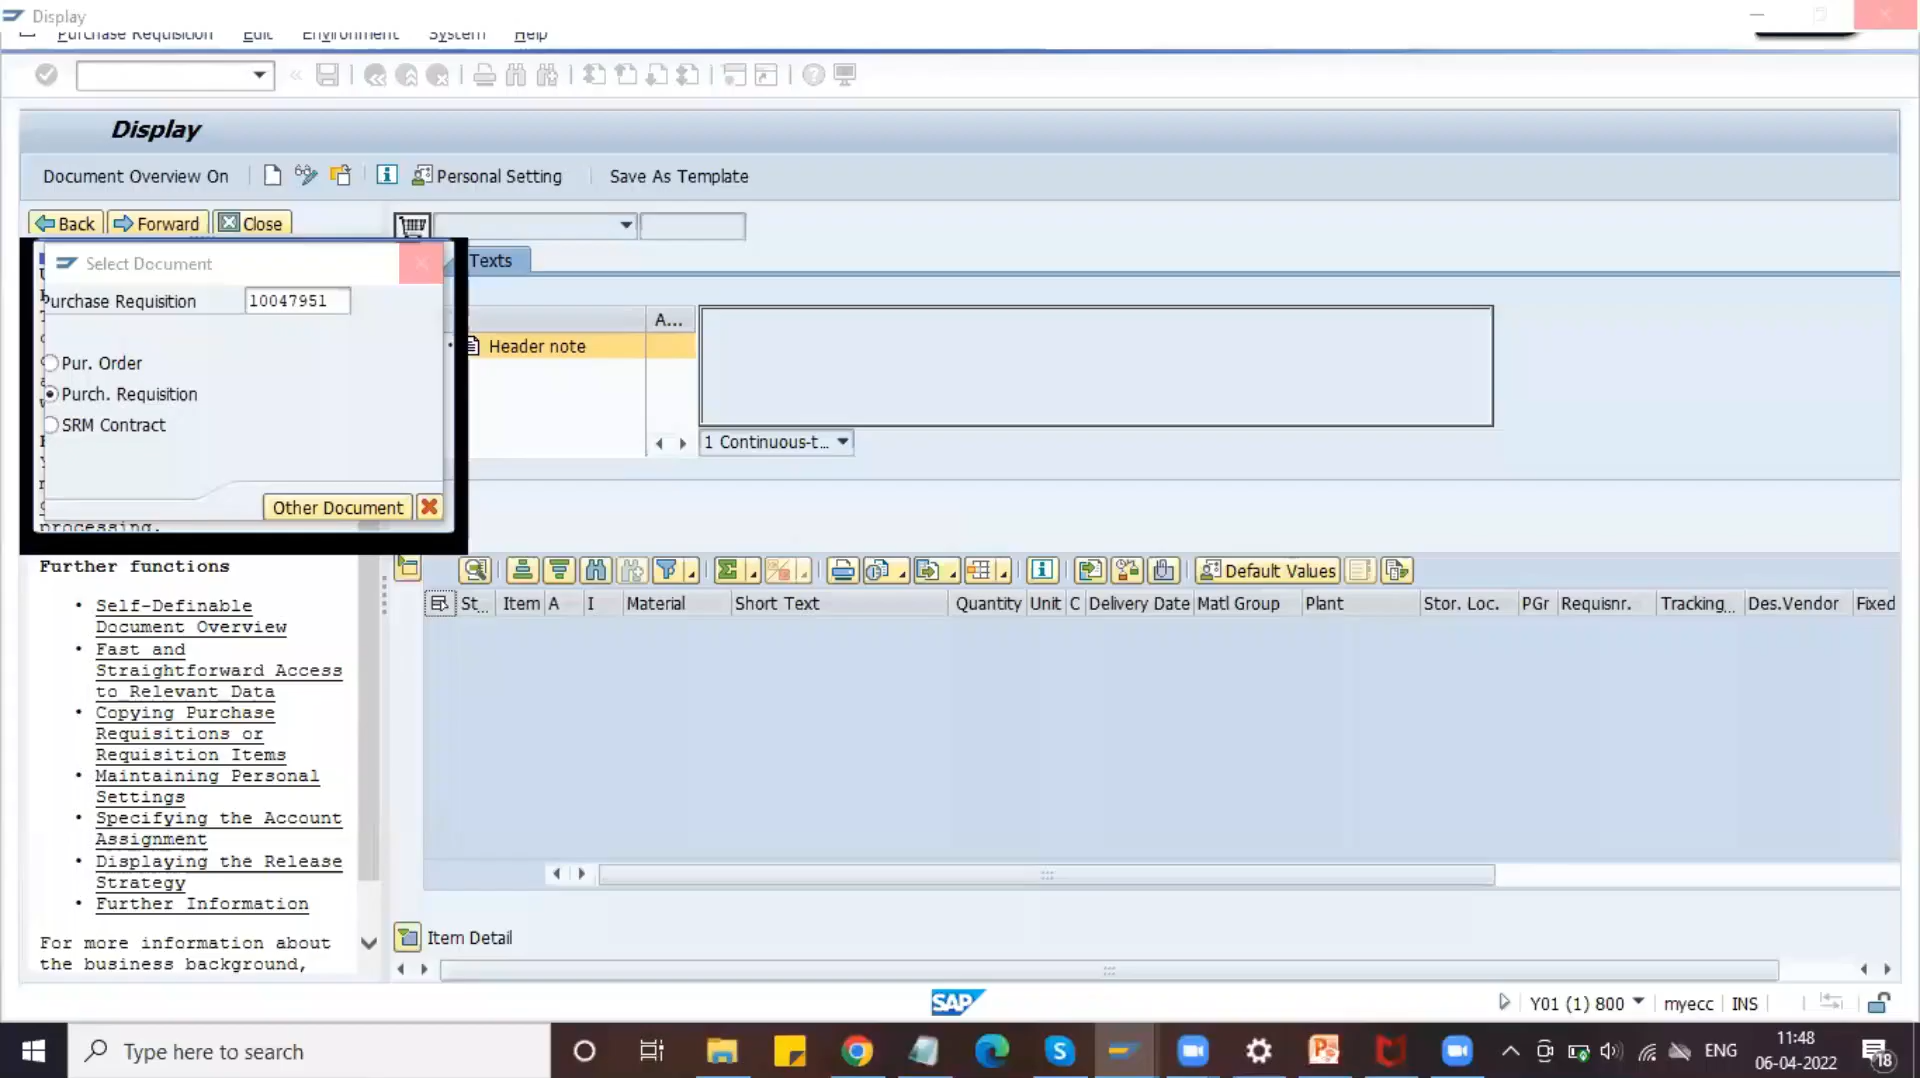 Display
Purchase Requisition Edit Environment System Help
Display
Document Overview On Personal Setting Save As Template
Back Forward Close
Select Document
Texts
Purchase Requisition 10047951
A...
Header note
Pur. Order
Purch. Requisition
SRM Contract
1 Continuous-t...
Other Document
processing.
Further functions
• Self-Definable
Document Overview
• Fast and
Straightforward Access
to Relevant Data
• Copying Purchase
Requisitions or
Requisition Items
• Maintaining Personal
Settings
• Specifying the Account
Assignment
• Displaying the Release
Strategy
• Further Information
For more information about
the business background,
Default Values
St... Item A I Material Short Text Quantity Unit C Delivery Date Matl Group Plant Stor. Loc. PGr Requisnr. Tracking... Des.Vendor Fixed
Item Detail
SAP
Y01 (1) 800 myecc INS
Type here to search
ENG
11:48
06-04-2022
18